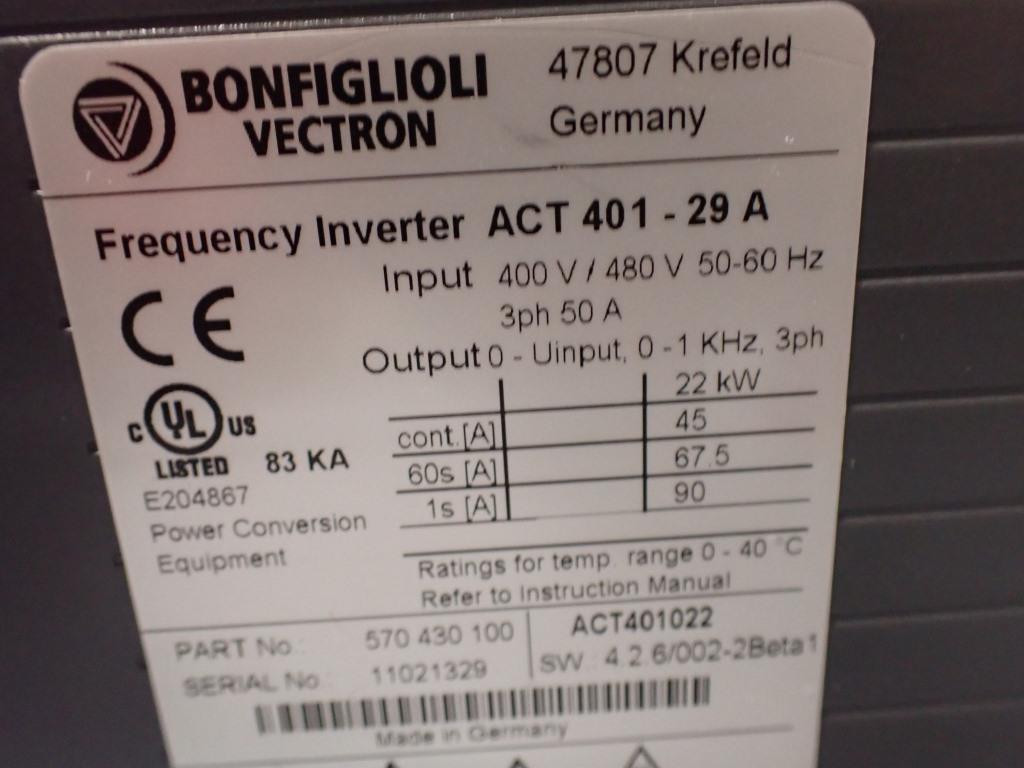 BONFIGLIOLI
VECTRON
47807 Krefeld
Germany
Frequency Inverter ACT 401 - 29 A
CE
Input 400 V / 480 V 50-60 Hz
3ph 50 A
Output 0 - Uinput, 0 -1 KHz, 3ph
22 kW
cont.[A] 45
60s [A] 67.5
1s [A] 90
C UL US
LISTED 83 KA
E204867
Power Conversion
Equipment
Ratings for temp. range 0 - 40 °C
Refer to Instruction Manual
PART No.: 570 430 100
SERIAL No. 11021329
ACT401022
SW.: 4.2.6/002-2Beta1
Made in Germany